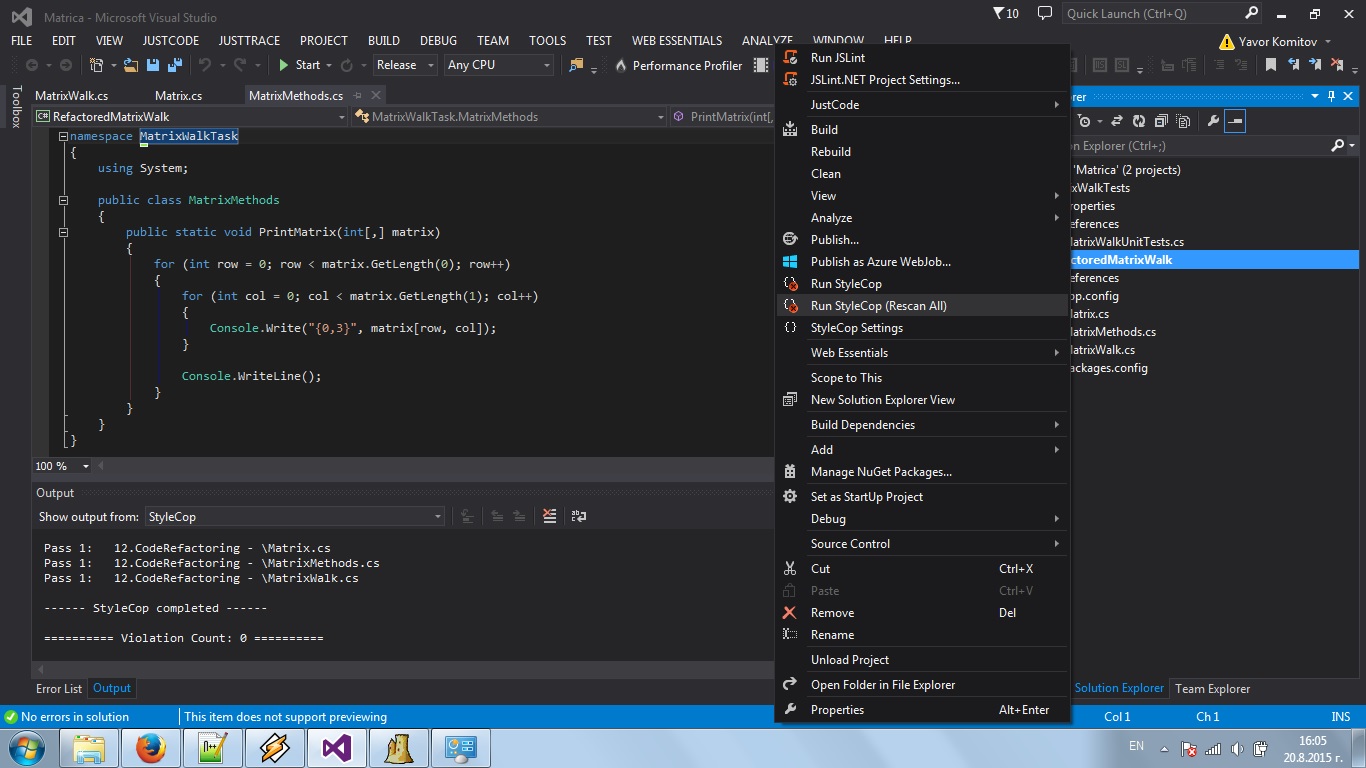 Matrica - Microsoft Visual Studio
10
Quick Launch (Ctrl+Q)
FILE EDIT VIEW JUSTCODE JUSTTRACE PROJECT BUILD DEBUG TEAM TOOLS TEST WEB ESSENTIALS ANALYZE WINDOW HELP
Yavor Komitov
Start Release Any CPU Performance Profiler
Toolbox
MatrixWalk.cs Matrix.cs MatrixMethods.cs
C# RefactoredMatrixWalk MatrixWalkTask.MatrixMethods PrintMatrix(int[,
namespace MatrixWalkTask
{
using System;
public class MatrixMethods
{
public static void PrintMatrix(int[,] matrix)
{
for (int row = 0; row < matrix.GetLength(0); row++)
{
for (int col = 0; col < matrix.GetLength(1); col++)
{
Console.Write("{0,3}", matrix[row, col]);
}
Console.WriteLine();
}
}
}
}
100 %
Output
Show output from: StyleCop
Pass 1: 12.CodeRefactoring - \Matrix.cs
Pass 1: 12.CodeRefactoring - \MatrixMethods.cs
Pass 1: 12.CodeRefactoring - \MatrixWalk.cs
------ StyleCop completed ------
========== Violation Count: 0 ==========
Error List Output
Run JSLint
JSLint.NET Project Settings...
JustCode
Build
Rebuild
Clean
View
Analyze
Publish...
Publish as Azure WebJob...
Run StyleCop
Run StyleCop (Rescan All)
StyleCop Settings
Web Essentials
Scope to This
New Solution Explorer View
Build Dependencies
Add
Manage NuGet Packages...
Set as StartUp Project
Debug
Source Control
Cut Ctrl+X
Paste Ctrl+V
Remove Del
Rename
Unload Project
Open Folder in File Explorer
Properties Alt+Enter
orer
on Explorer (Ctrl+;)
'Matrica' (2 projects)
ixWalkTests
roperties
eferences
MatrixWalkUnitTests.cs
ctoredMatrixWalk
eferences
pp.config
Matrix.cs
MatrixMethods.cs
MatrixWalk.cs
ackages.config
Solution Explorer Team Explorer
No errors in solution This item does not support previewing Col 1 Ch 1 INS
EN
16:05
20.8.2015 г.